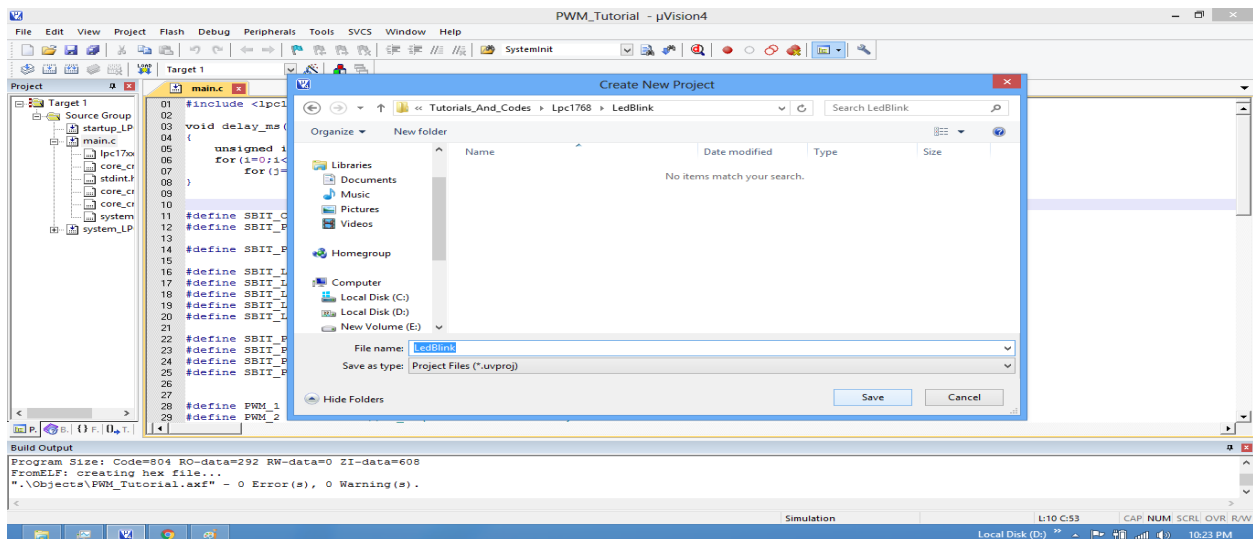 PWM_Tutorial - µVision4
File Edit View Project Flash Debug Peripherals Tools SVCS Window Help
SystemInit
Target 1
Project
main.c
Create New Project
« Tutorials_And_Codes Lpc1768 LedBlink
Search LedBlink
Organize New folder
Name Date modified Type Size
No items match your search.
Libraries
Documents
Music
Pictures
Videos
Homegroup
Computer
Local Disk (C:)
Local Disk (D:)
New Volume (E:)
File name: LedBlink
Save as type: Project Files (*.uvproj)
Hide Folders
Save Cancel
Target 1
Source Group
startup_LP
main.c
lpc17xx
core_cr
stdint.h
core_cr
core_cr
system
system_LP
01 #include <lpc1
02
03 void delay_ms(
04 {
05 unsigned i
06 for(i=0;i<
07 for(j=
08 }
09
10
11 #define SBIT_C
12 #define SBIT_P
13
14 #define SBIT_P
15
16 #define SBIT_L
17 #define SBIT_L
18 #define SBIT_L
19 #define SBIT_L
20 #define SBIT_L
21
22 #define SBIT_P
23 #define SBIT_P
24 #define SBIT_P
25 #define SBIT_P
26
27
28 #define PWM_1
29 #define PWM_2
P. B. {} F. T.
Build Output
Program Size: Code=804 RO-data=292 RW-data=0 ZI-data=608
FromELF: creating hex file...
".\Objects\PWM_Tutorial.axf" - 0 Error(s), 0 Warning(s).
Simulation L:10 C:53 CAP NUM SCRL OVR R/W
Local Disk (D:) 10:23 PM